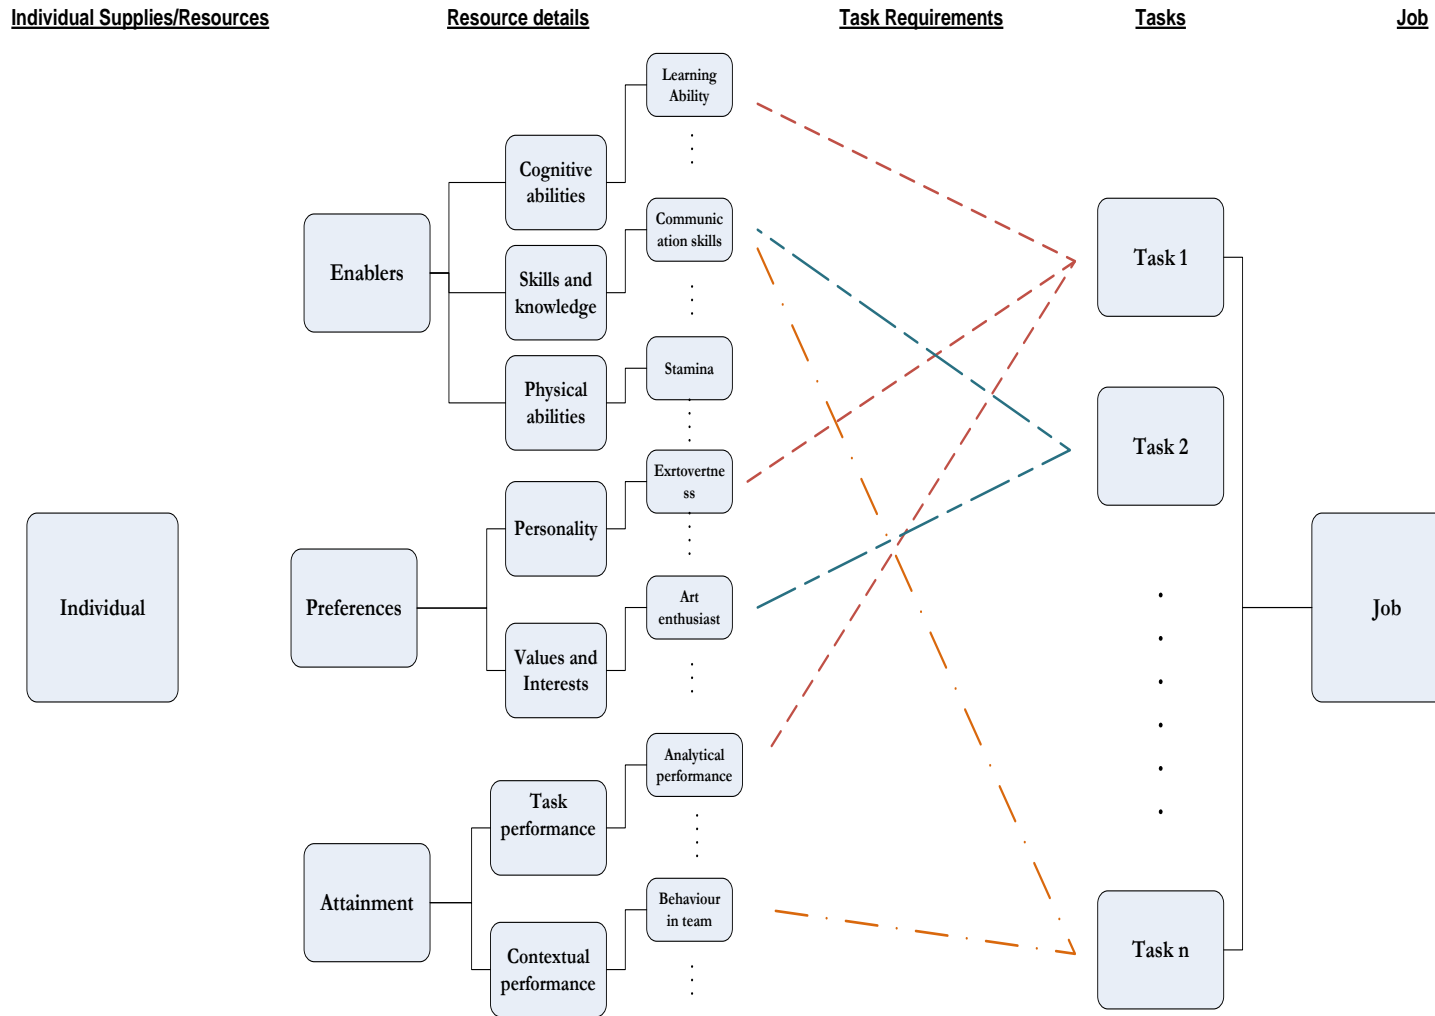 Individual Supplies/Resources
Resource details
Task Requirements
Tasks
Job
Learning
Ability
Cognitive
abilities
Communic
ation skills
Enablers
Skills and
knowledge
Task 1
Stamina
Physical
abilities
Task 2
Exrtovertne
ss
Personality
Individual
Preferences
Art
enthusiast
Job
Values and
Interests
Analytical
performance
Task
performance
Attainment
Behaviour
in team
Contextual
performance
Task n